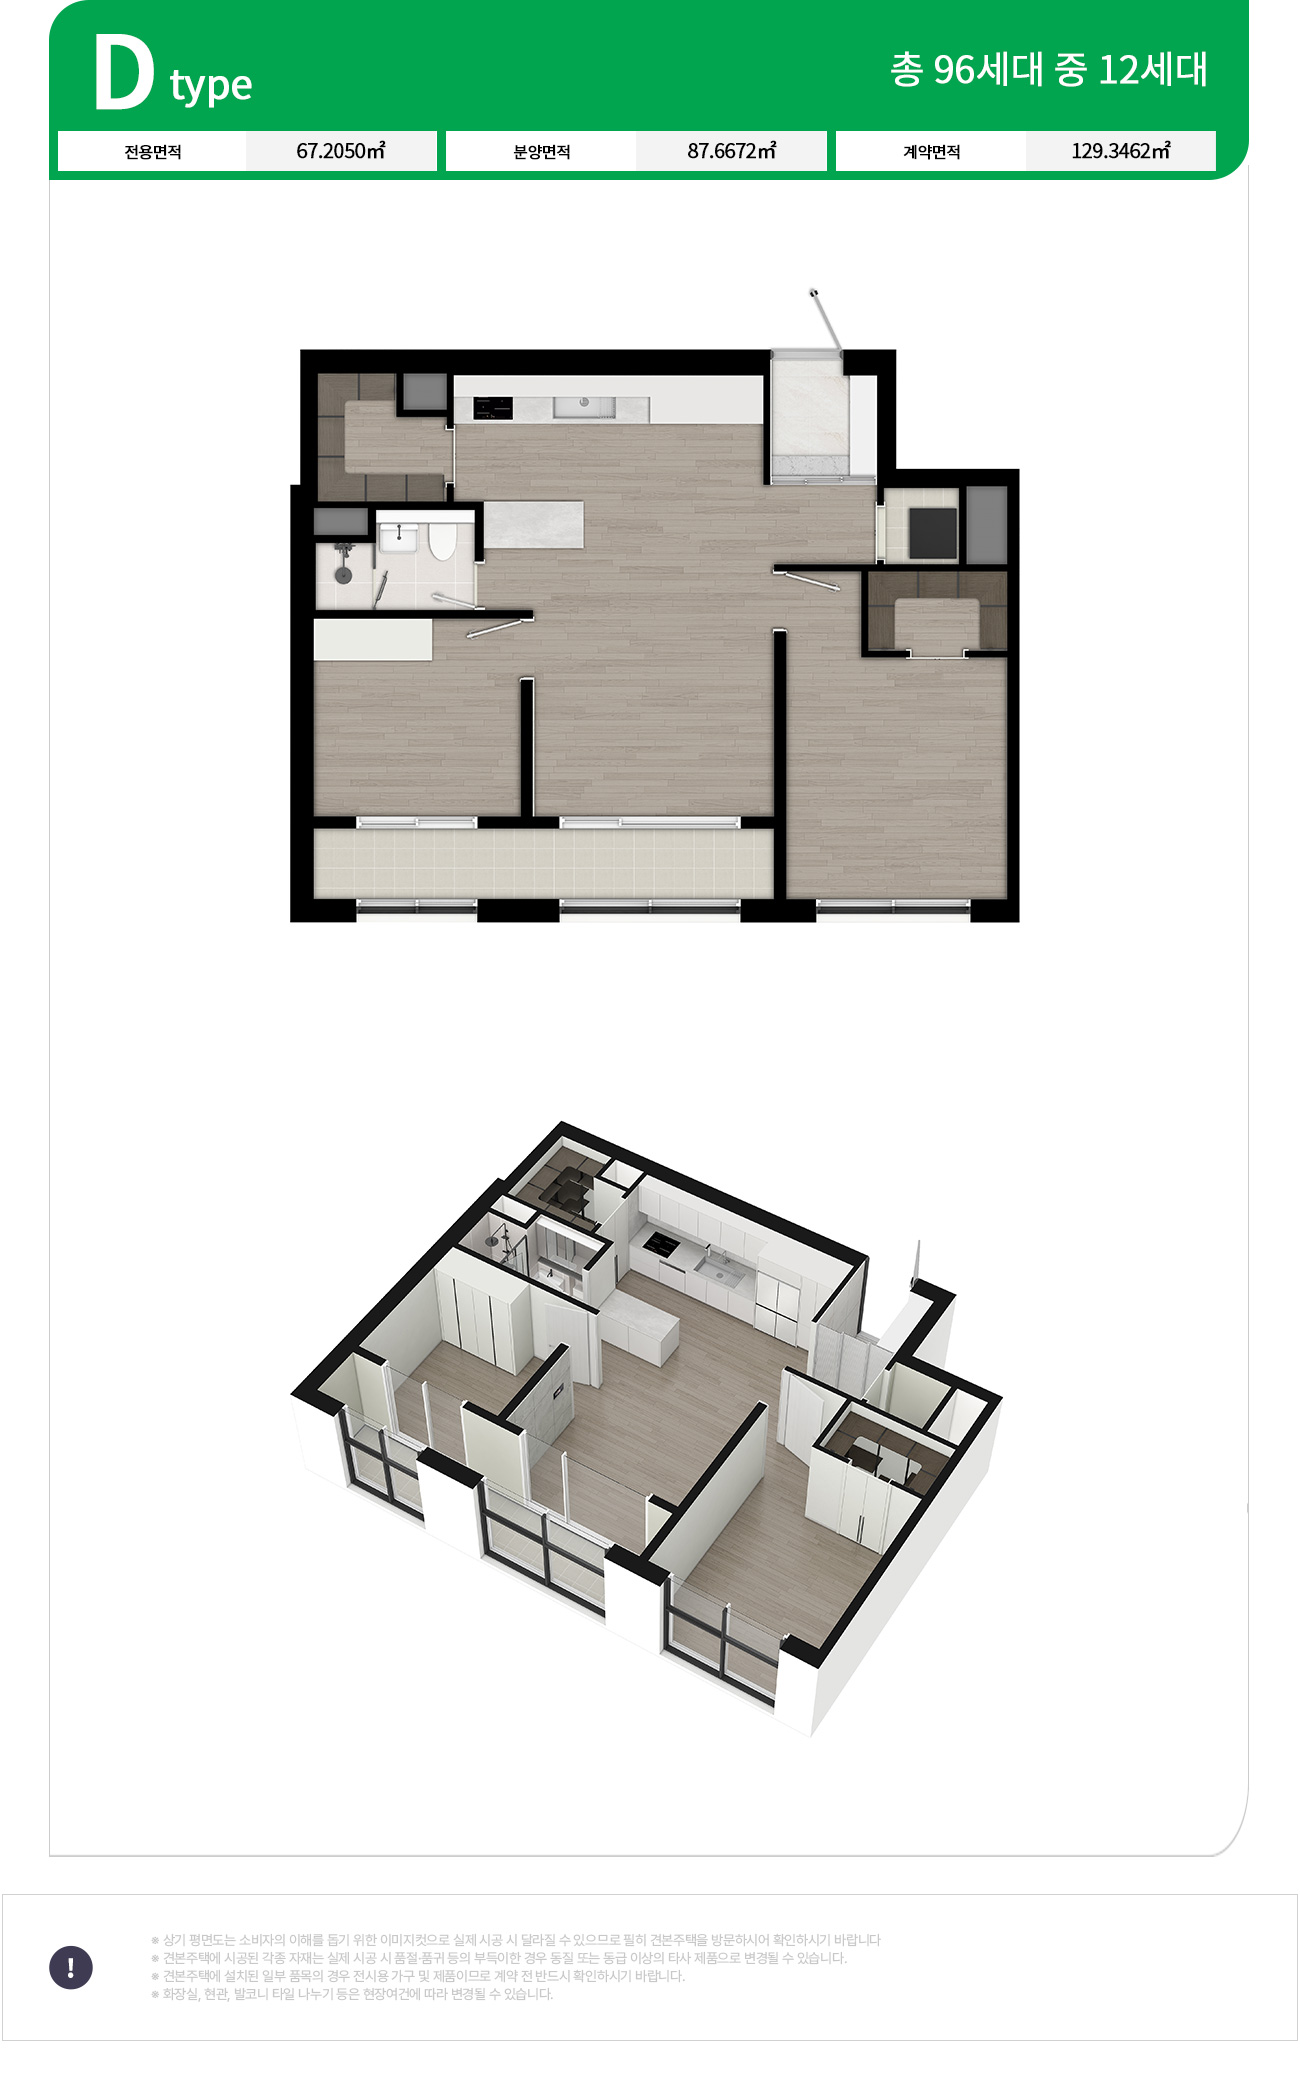 D type
총 96세대 중 12세대
전용면적 67.2050㎡ 분양면적 87.6672㎡ 계약면적 129.3462㎡
※ 상기 평면도는 소비자의 이해를 돕기 위한 이미지컷으로 실제 시공 시 달라질 수 있으므로 필히 견본주택을 방문하시어 확인하시기 바랍니다
※ 견본주택에 시공된 각종 자재는 실제 시공 시 품절·품귀 등의 부득이한 경우 동질 또는 동급 이상의 타사 제품으로 변경될 수 있습니다.
※ 견본주택에 설치된 일부 품목의 경우 전시용 가구 및 제품이므로 계약 전 반드시 확인하시기 바랍니다.
※ 화장실, 현관, 발코니 타일 나누기 등은 현장여건에 따라 변경될 수 있습니다.